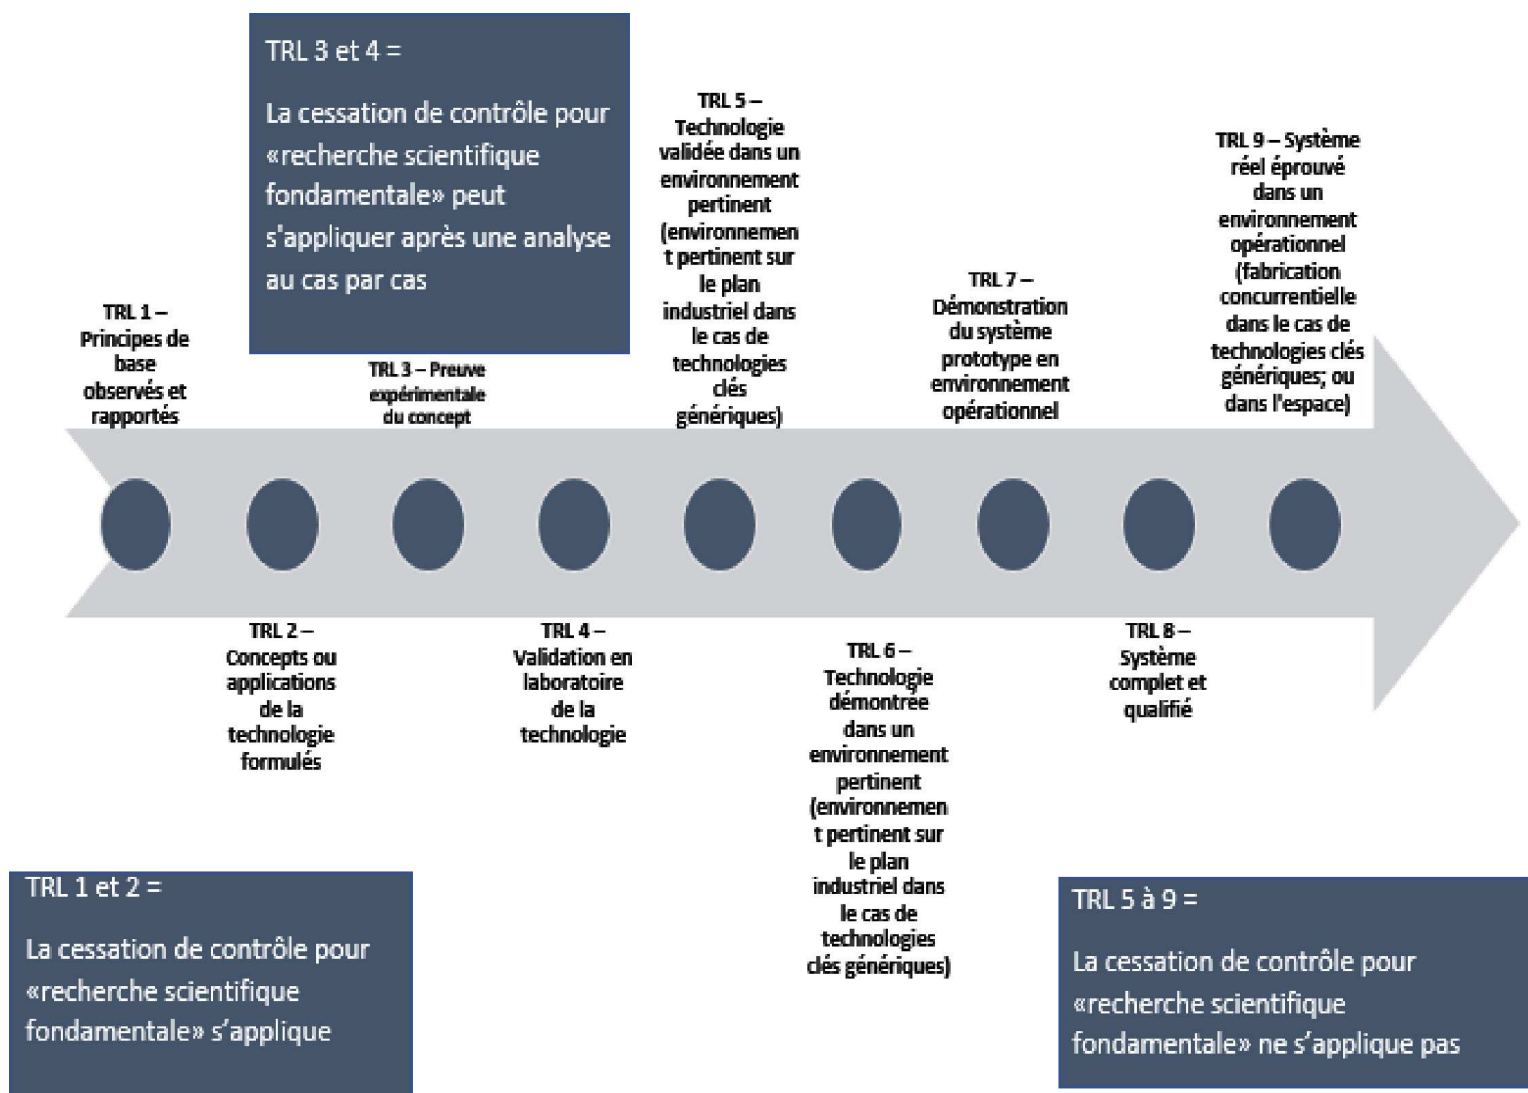 TRL 3 et 4 =
La cessation de contrôle pour
«recherche scientifique
fondamentale» peut
s'appliquer après une analyse
au cas par cas
TRL 1 –
Principes de
base
observés et
rapportés
TRL 3 – Preuve
expérimentale
du concept
TRL 5 –
Technologie
validée dans un
environnement
pertinent
(environnemen
t pertinent sur
le plan
industriel dans
le cas de
technologies
clés
génériques)
TRL 7 –
Démonstration
du système
prototype en
environnement
opérationnel
TRL 9 – Système
réel éprouvé
dans un
environnement
opérationnel
(fabrication
concurrentielle
dans le cas de
technologies clés
génériques; ou
dans l'espace)
TRL 2 –
Concepts ou
applications
de la
technologie
formulés
TRL 4 –
Validation en
laboratoire
de la
technologie
TRL 6 –
Technologie
démontrée
dans un
environnement
pertinent
(environnemen
t pertinent sur
le plan
industriel dans
le cas de
technologies
clés génériques)
TRL 8 –
Système
complet et
qualifié
TRL 1 et 2 =
La cessation de contrôle pour
«recherche scientifique
fondamentale» s’applique
TRL 5 à 9 =
La cessation de contrôle pour
«recherche scientifique
fondamentale» ne s’applique pas